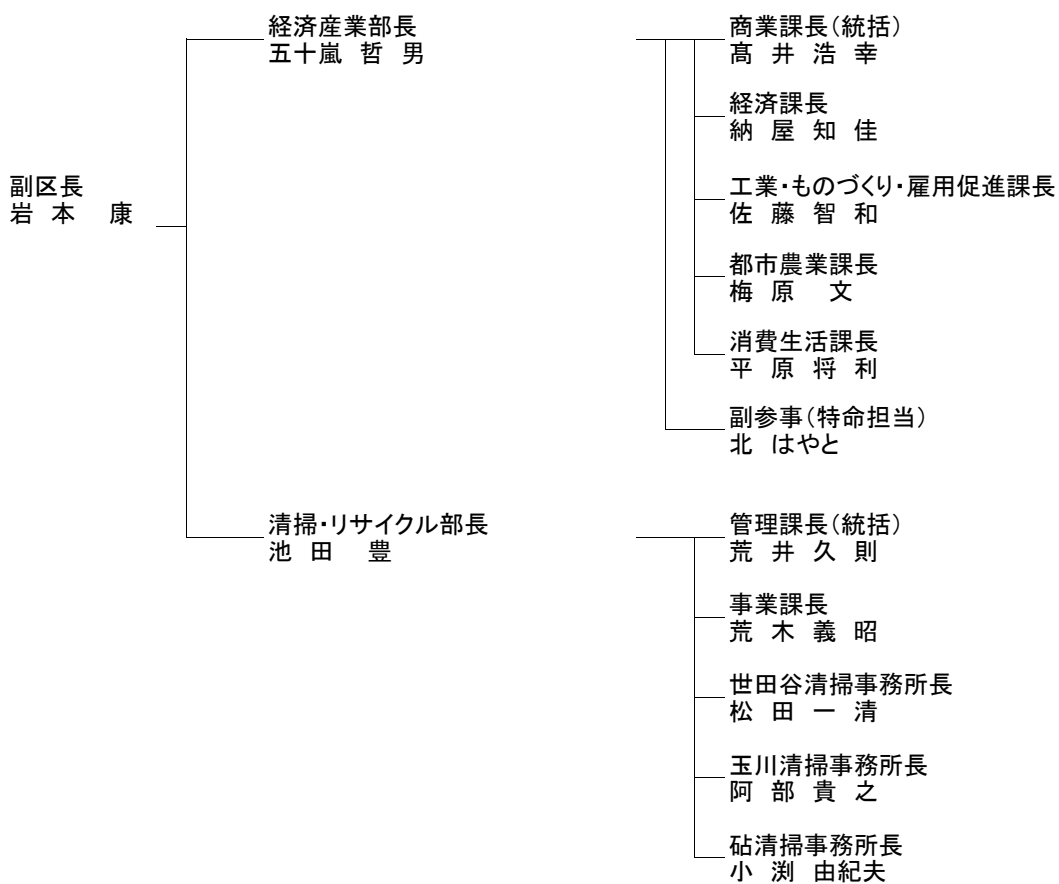 副区長
岩 本 康
経済産業部長
五十嵐 哲 男
商業課長（統括）
髙 井 浩 幸
経済課長
納 屋 知 佳
工業・ものづくり・雇用促進課長
佐 藤 智 和
都市農業課長
梅 原 文
消費生活課長
平 原 将 利
副参事（特命担当）
北 はやと
清掃・リサイクル部長
池 田 豊
管理課長（統括）
荒 井 久 則
事業課長
荒 木 義 昭
世田谷清掃事務所長
松 田 一 清
玉川清掃事務所長
阿 部 貴 之
砧清掃事務所長
小 渕 由紀夫